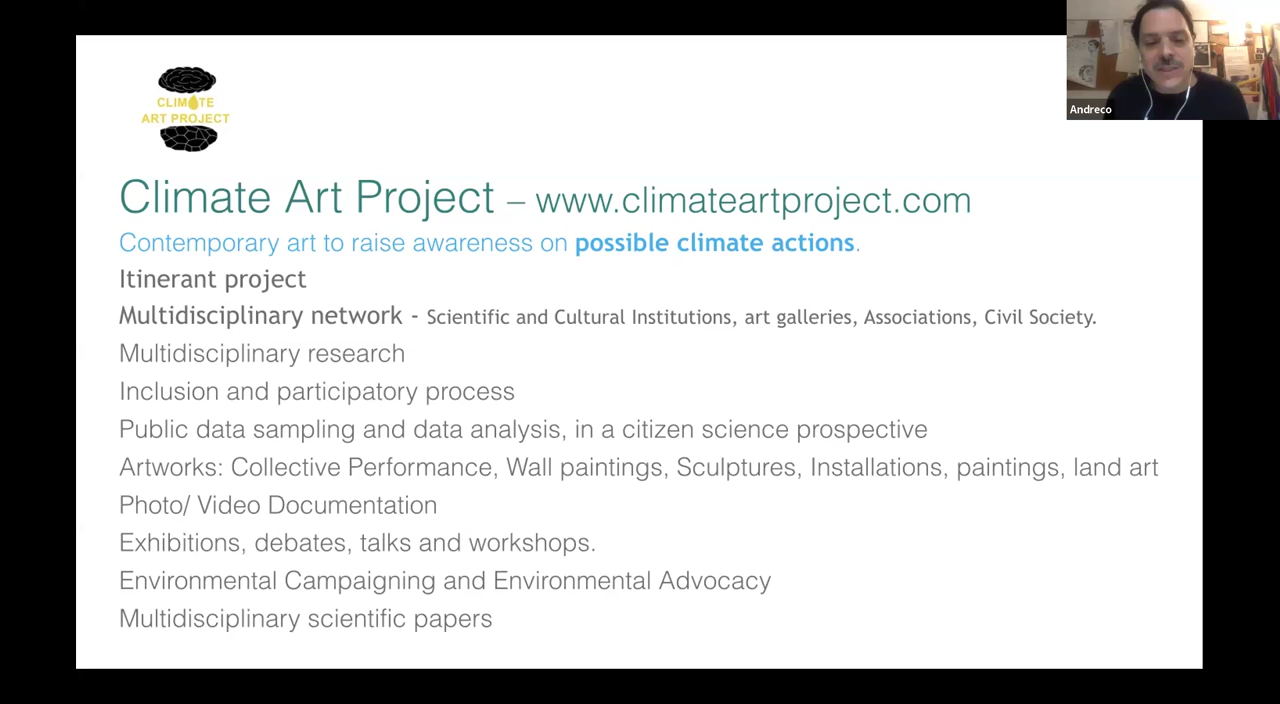 CLIMATE
ART PROJECT
Andreco
Climate Art Project – www.climateartproject.com
Contemporary art to raise awareness on possible climate actions.
Itinerant project
Multidisciplinary network - Scientific and Cultural Institutions, art galleries, Associations, Civil Society.
Multidisciplinary research
Inclusion and participatory process
Public data sampling and data analysis, in a citizen science prospective
Artworks: Collective Performance, Wall paintings, Sculptures, Installations, paintings, land art
Photo/ Video Documentation
Exhibitions, debates, talks and workshops.
Environmental Campaigning and Environmental Advocacy
Multidisciplinary scientific papers